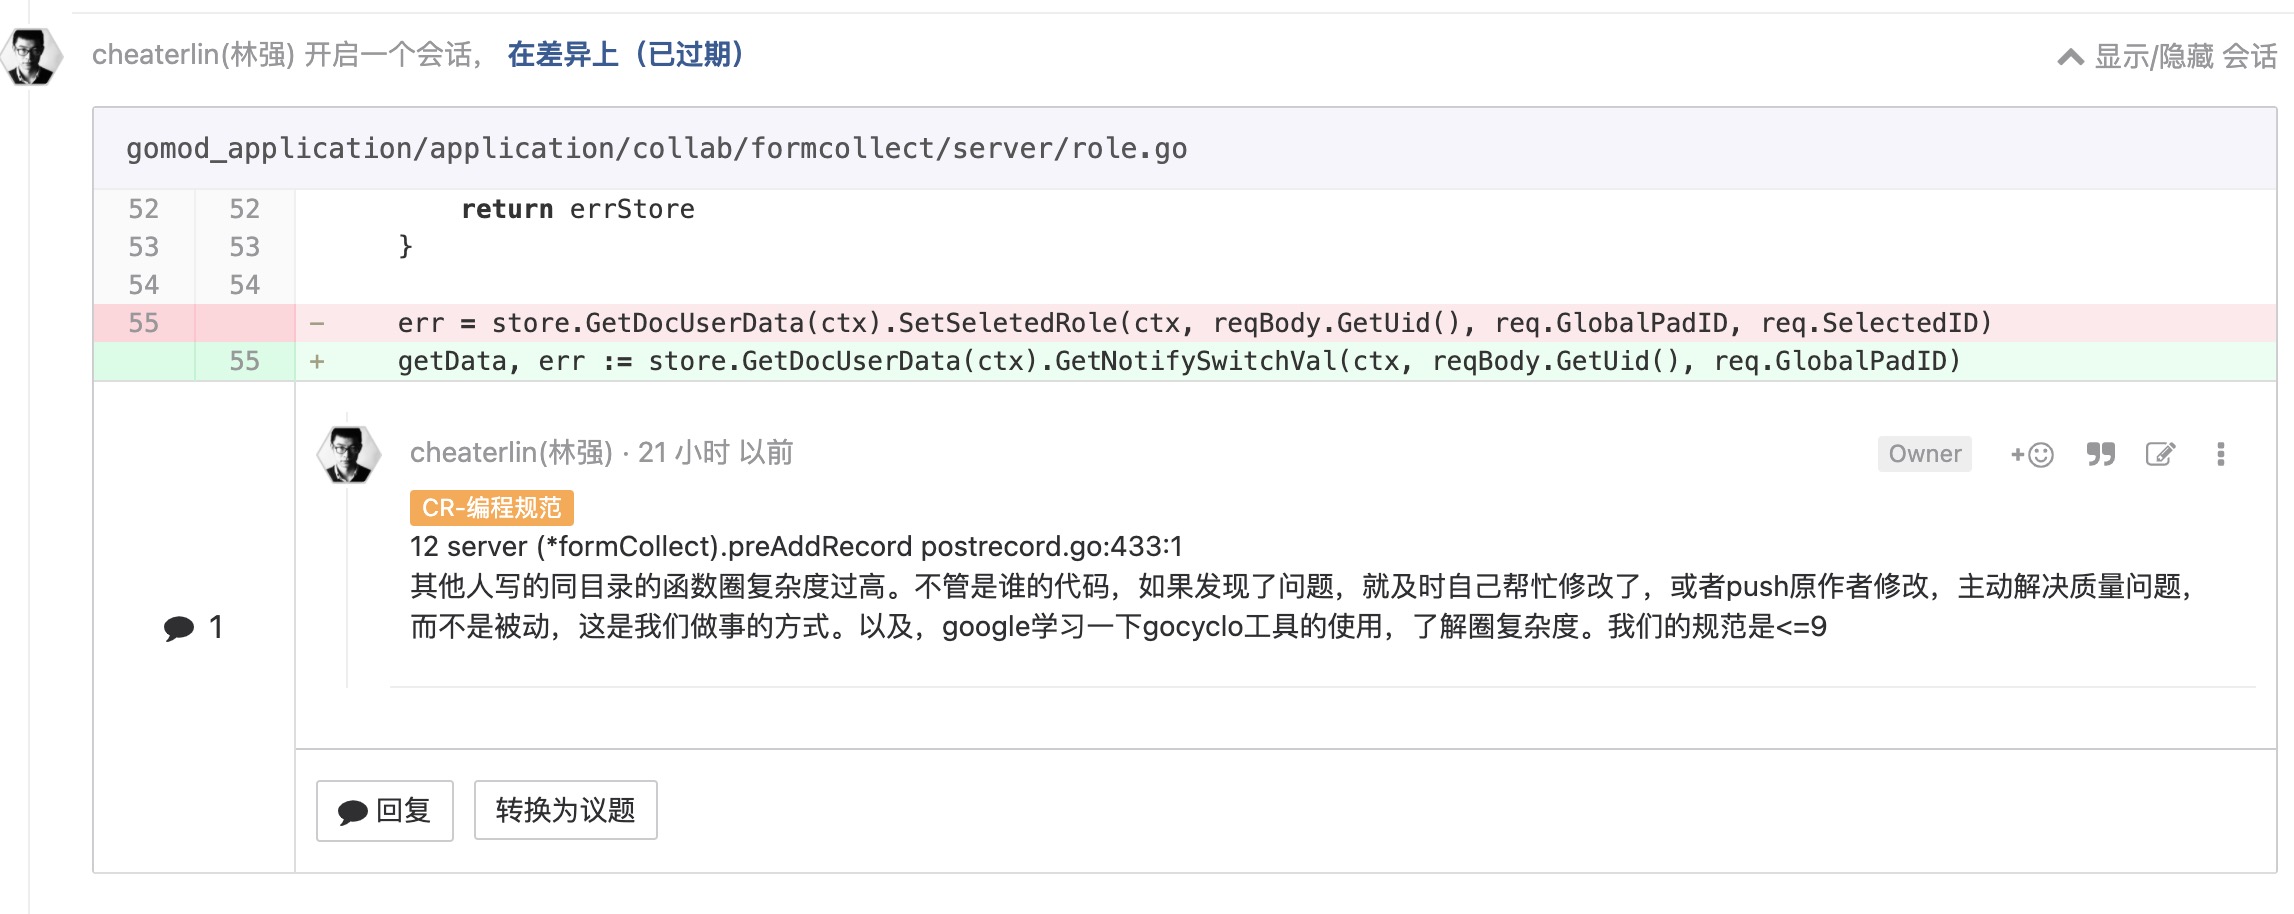 cheaterlin(林强) 开启一个会话， 在差异上（已过期）
显示/隐藏 会话
gomod_application/application/collab/formcollect/server/role.go
52 52 return errStore
53 53 }
54 54
55 - err = store.GetDocUserData(ctx).SetSeletedRole(ctx, reqBody.GetUid(), req.GlobalPadID, req.SelectedID)
55 + getData, err := store.GetDocUserData(ctx).GetNotifySwitchVal(ctx, reqBody.GetUid(), req.GlobalPadID)
cheaterlin(林强) · 21 小时 以前
Owner
CR-编程规范
12 server (*formCollect).preAddRecord postrecord.go:433:1
其他人写的同目录的函数圈复杂度过高。不管是谁的代码，如果发现了问题，就及时自己帮忙修改了，或者push原作者修改，主动解决质量问题，
而不是被动，这是我们做事的方式。以及，google学习一下gocyclo工具的使用，了解圈复杂度。我们的规范是<=9
1
回复 转换为议题